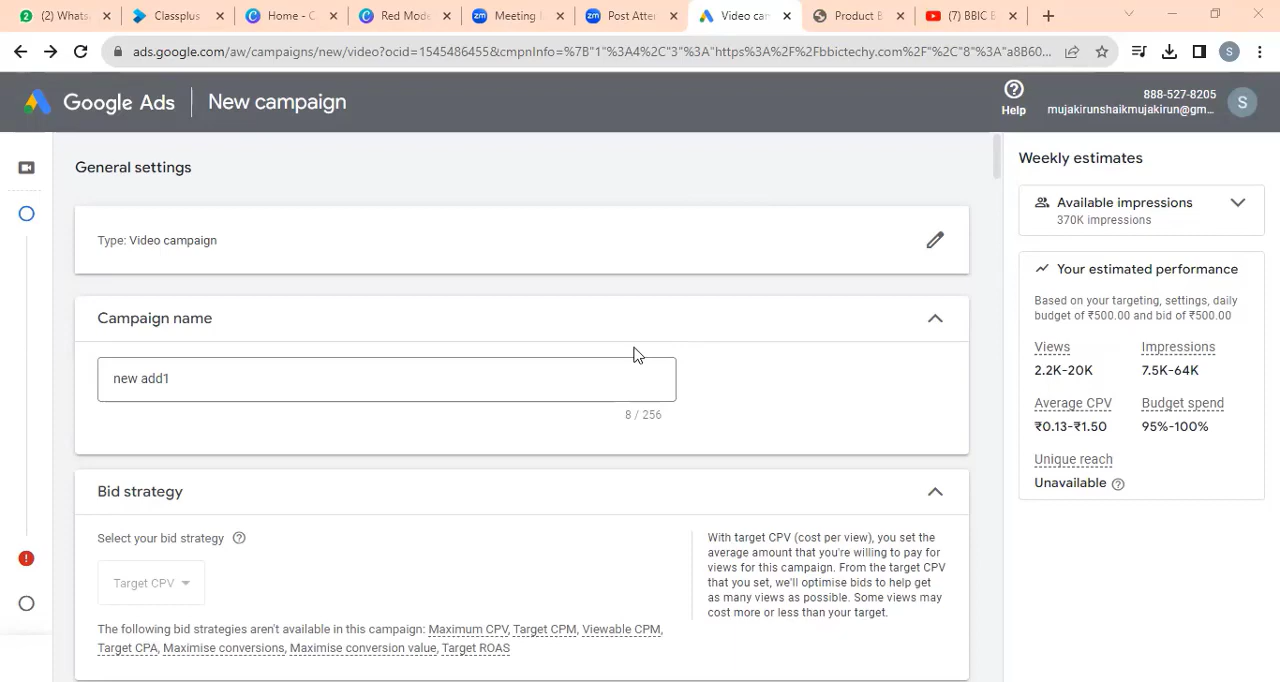 (2) Whats
Classplus
Home - C
Red Mode
Meeting
Post Atter
Video car
Product B
(7) BBIC B
ads.google.com/aw/campaigns/new/video?ocid=1545486455&cmpnInfo=%7B"1"%3A4%2C"3"%3A"https%3A%2F%2Fbbictechy.com%2F"%2C"8"%3A"a8B60...
S
Google Ads
New campaign
Help
888-527-8205
mujakirunshaikmujakirun@gm...
S
General settings
Type: Video campaign
Campaign name
new add1
8 / 256
Bid strategy
Select your bid strategy
Target CPV
The following bid strategies aren't available in this campaign: Maximum CPV, Target CPM, Viewable CPM,
Target CPA, Maximise conversions, Maximise conversion value, Target ROAS
With target CPV (cost per view), you set the
average amount that you're willing to pay for
views for this campaign. From the target CPV
that you set, we'll optimise bids to help get
as many views as possible. Some views may
cost more or less than your target.
Weekly estimates
Available impressions
370K impressions
Your estimated performance
Based on your targeting, settings, daily
budget of ₹500.00 and bid of ₹500.00
Views
Impressions
2.2K-20K
7.5K-64K
Average CPV
Budget spend
₹0.13-₹1.50
95%-100%
Unique reach
Unavailable